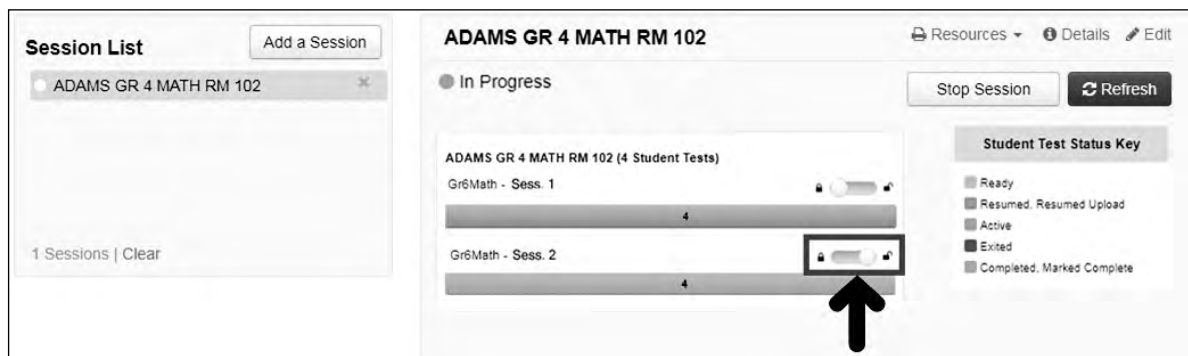 Session List
Add a Session
ADAMS GR 4 MATH RM 102
1 Sessions | Clear
ADAMS GR 4 MATH RM 102
Resources
Details
Edit
In Progress
Stop Session
Refresh
ADAMS GR 4 MATH RM 102 (4 Student Tests)
Gr6Math - Sess. 1
4
Gr6Math - Sess. 2
4
Student Test Status Key
Ready
Resumed, Resumed Upload
Active
Exited
Completed, Marked Complete